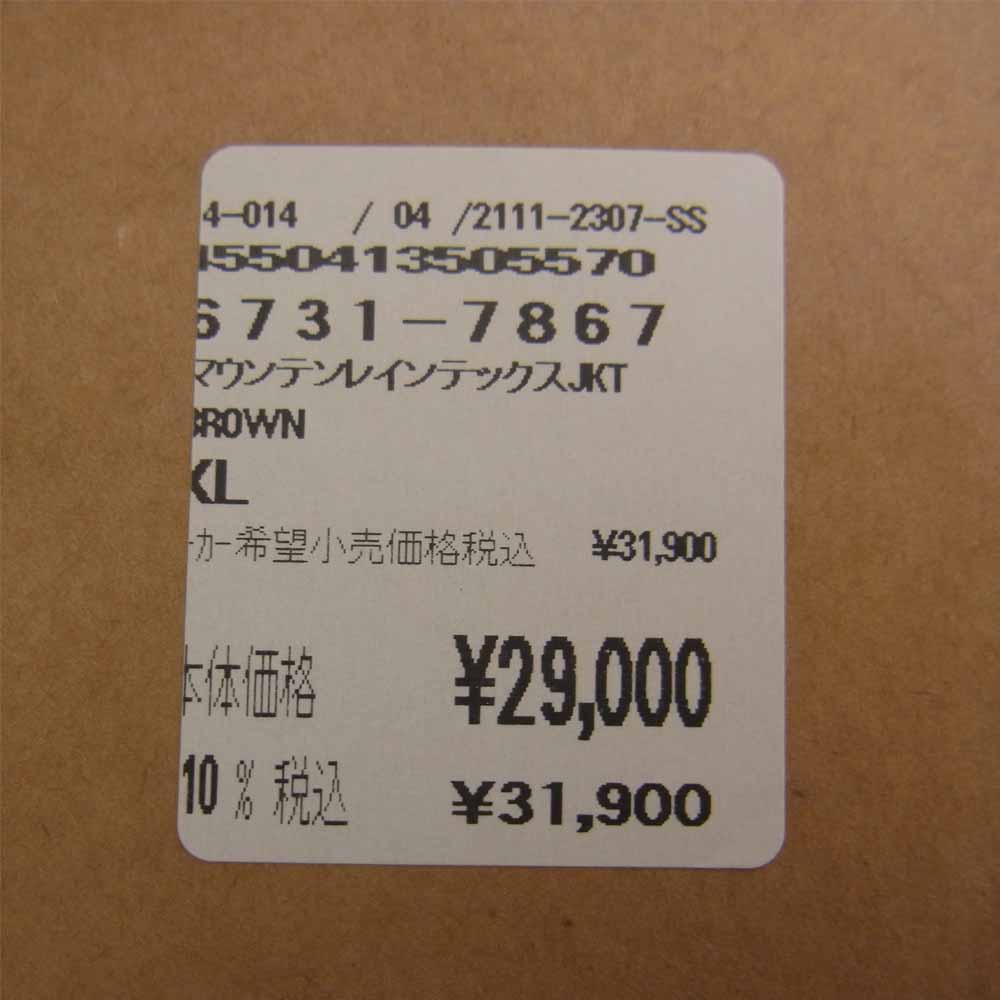 4-014 / 04 /2111-2307-SS
4550413505570
6731-7867
マウンテンレインテックスJKT
BROWN
XL
ーカー希望小売価格税込 ¥31,900
本体価格 ¥29,000
10 % 税込 ¥31,900